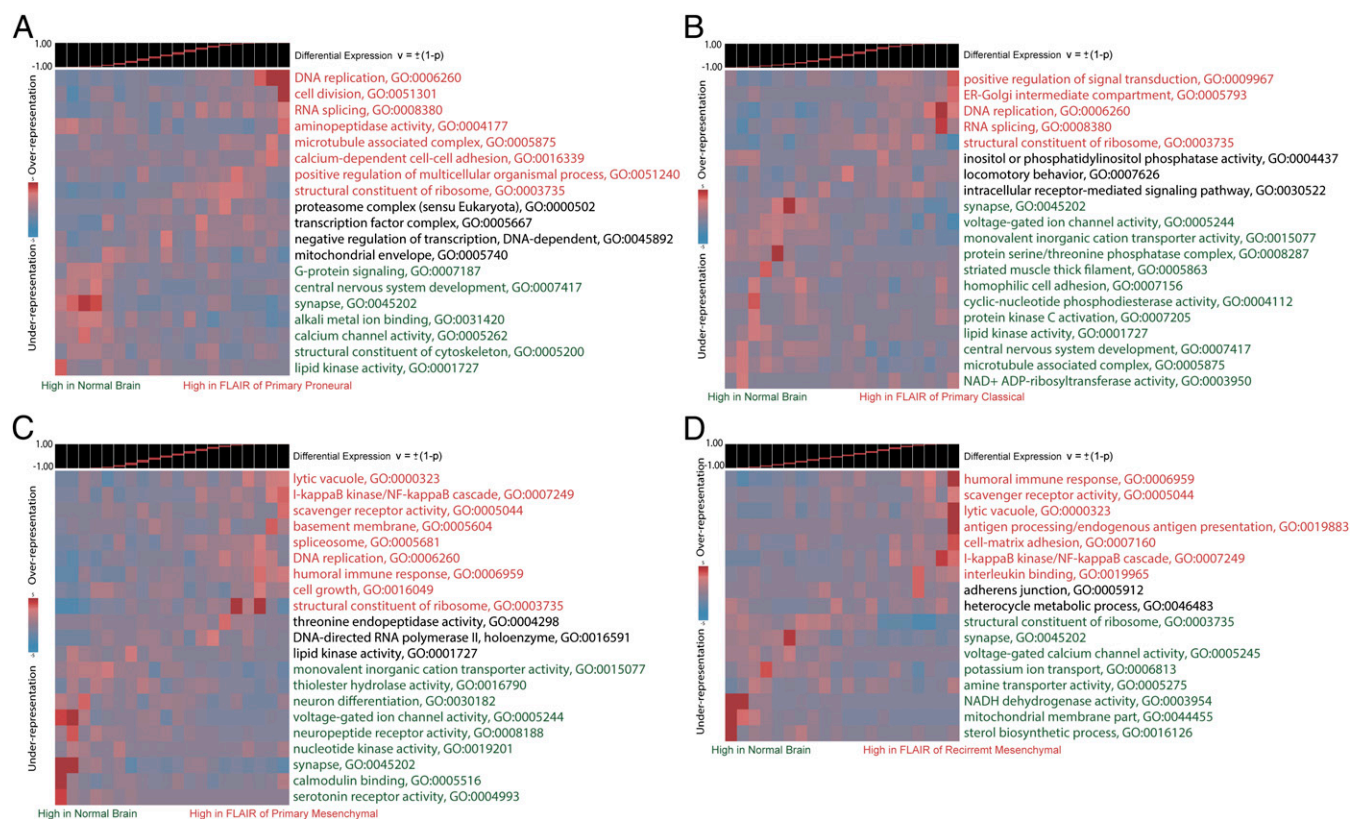 A
1.00
-1.00
Differential Expression v = ±(1-p)
Over-representation
Under-representation
5
-5
DNA replication, GO:0006260
cell division, GO:0051301
RNA splicing, GO:0008380
aminopeptidase activity, GO:0004177
microtubule associated complex, GO:0005875
calcium-dependent cell-cell adhesion, GO:0016339
positive regulation of multicellular organismal process, GO:0051240
structural constituent of ribosome, GO:0003735
proteasome complex (sensu Eukaryota), GO:0000502
transcription factor complex, GO:0005667
negative regulation of transcription, DNA-dependent, GO:0045892
mitochondrial envelope, GO:0005740
G-protein signaling, GO:0007187
central nervous system development, GO:0007417
synapse, GO:0045202
alkali metal ion binding, GO:0031420
calcium channel activity, GO:0005262
structural constituent of cytoskeleton, GO:0005200
lipid kinase activity, GO:0001727
High in Normal Brain
High in FLAIR of Primary Proneural
B
1.00
-1.00
Differential Expression v = ±(1-p)
Over-representation
Under-representation
5
-5
positive regulation of signal transduction, GO:0009967
ER-Golgi intermediate compartment, GO:0005793
DNA replication, GO:0006260
RNA splicing, GO:0008380
structural constituent of ribosome, GO:0003735
inositol or phosphatidylinositol phosphatase activity, GO:0004437
locomotory behavior, GO:0007626
intracellular receptor-mediated signaling pathway, GO:0030522
synapse, GO:0045202
voltage-gated ion channel activity, GO:0005244
monovalent inorganic cation transporter activity, GO:0015077
protein serine/threonine phosphatase complex, GO:0008287
striated muscle thick filament, GO:0005863
homophilic cell adhesion, GO:0007156
cyclic-nucleotide phosphodiesterase activity, GO:0004112
protein kinase C activation, GO:0007205
lipid kinase activity, GO:0001727
central nervous system development, GO:0007417
microtubule associated complex, GO:0005875
NAD+ ADP-ribosyltransferase activity, GO:0003950
High in Normal Brain
High in FLAIR of Primary Classical
C
1.00
-1.00
Differential Expression v = ±(1-p)
Over-representation
Under-representation
5
-5
lytic vacuole, GO:0000323
I-kappaB kinase/NF-kappaB cascade, GO:0007249
scavenger receptor activity, GO:0005044
basement membrane, GO:0005604
spliceosome, GO:0005681
DNA replication, GO:0006260
humoral immune response, GO:0006959
cell growth, GO:0016049
structural constituent of ribosome, GO:0003735
threonine endopeptidase activity, GO:0004298
DNA-directed RNA polymerase II, holoenzyme, GO:0016591
lipid kinase activity, GO:0001727
monovalent inorganic cation transporter activity, GO:0015077
thiolester hydrolase activity, GO:0016790
neuron differentiation, GO:0030182
voltage-gated ion channel activity, GO:0005244
neuropeptide receptor activity, GO:0008188
nucleotide kinase activity, GO:0019201
synapse, GO:0045202
calmodulin binding, GO:0005516
serotonin receptor activity, GO:0004993
High in Normal Brain
High in FLAIR of Primary Mesenchymal
D
1.00
-1.00
Differential Expression v = ±(1-p)
Over-representation
Under-representation
5
-5
humoral immune response, GO:0006959
scavenger receptor activity, GO:0005044
lytic vacuole, GO:0000323
antigen processing/endogenous antigen presentation, GO:0019883
cell-matrix adhesion, GO:0007160
I-kappaB kinase/NF-kappaB cascade, GO:0007249
interleukin binding, GO:0019965
adherens junction, GO:0005912
heterocycle metabolic process, GO:0046483
structural constituent of ribosome, GO:0003735
synapse, GO:0045202
voltage-gated calcium channel activity, GO:0005245
potassium ion transport, GO:0006813
amine transporter activity, GO:0005275
NADH dehydrogenase activity, GO:0003954
mitochondrial membrane part, GO:0044455
sterol biosynthetic process, GO:0016126
High in Normal Brain
High in FLAIR of Recirremt Mesenchymal